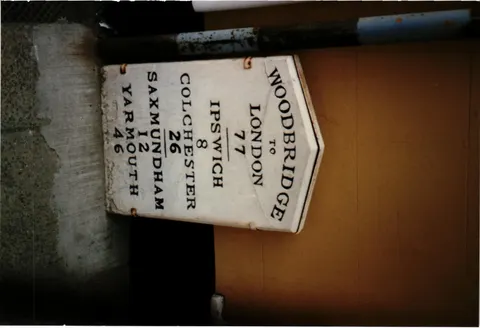 WOODBRIDGE
TO
LONDON
77
IPSWICH
8
COLCHESTER
26
SAXMUNDHAM
12
YARMOUTH
46